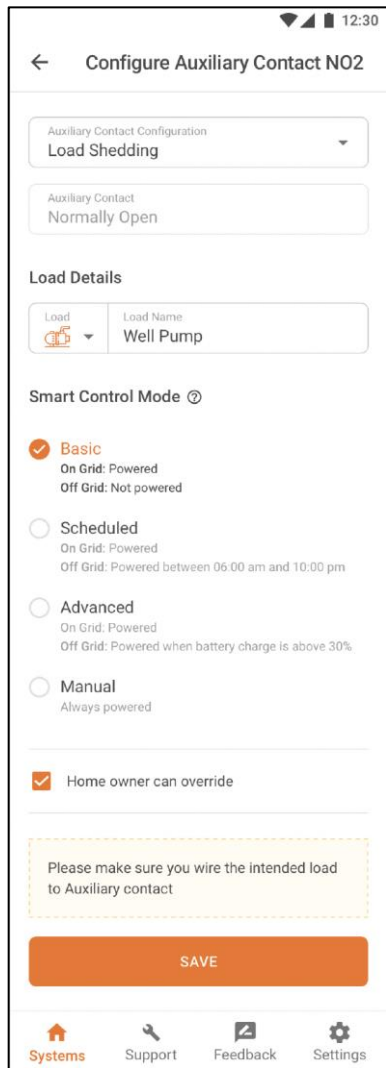 12:30
Configure Auxiliary Contact NO2
Auxiliary Contact Configuration
Load Shedding
Auxiliary Contact
Normally Open
Load Details
Load
Load Name
Well Pump
Smart Control Mode
Basic
On Grid: Powered
Off Grid: Not powered
Scheduled
On Grid: Powered
Off Grid: Powered between 06:00 am and 10:00 pm
Advanced
On Grid: Powered
Off Grid: Powered when battery charge is above 30%
Manual
Always powered
Home owner can override
Please make sure you wire the intended load
to Auxiliary contact
SAVE
Systems Support Feedback Settings